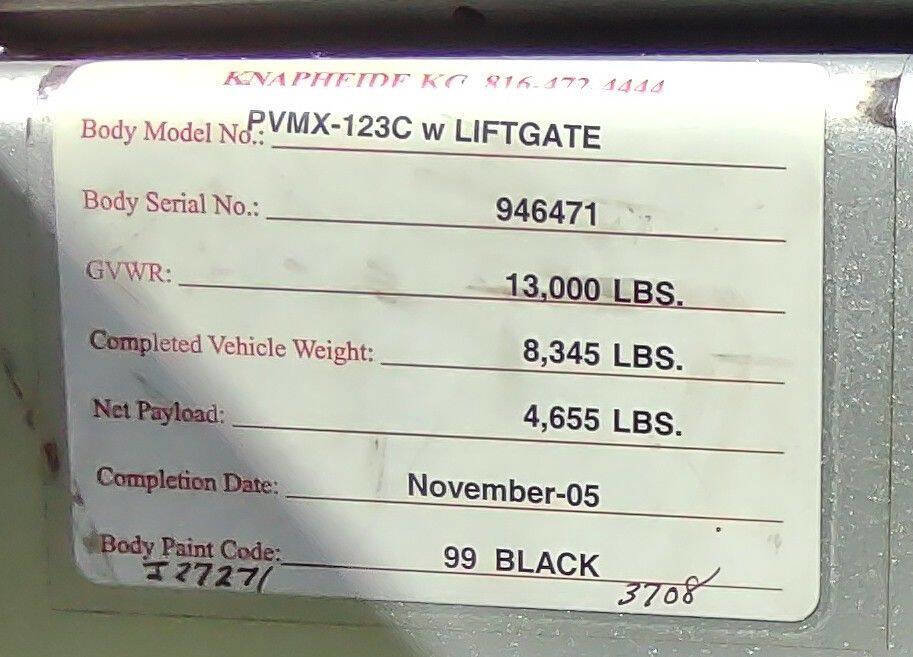 KNAPHEIDE KC 816-472-4444
Body Model No.: PVMX-123C w LIFTGATE
Body Serial No.: 946471
GVWR: 13,000 LBS.
Completed Vehicle Weight: 8,345 LBS.
Net Payload: 4,655 LBS.
Completion Date: November-05
Body Paint Code: 99 BLACK
I27271 3708